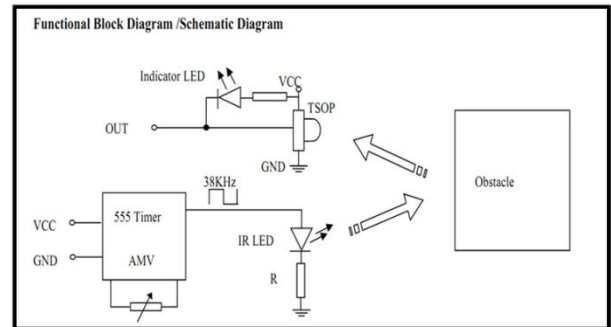 Functional Block Diagram /Schematic Diagram
Indicator LED
VCC
TSOP
OUT
GND
Obstacle
38KHz
555 Timer
VCC
IR LED
GND
AMV
R